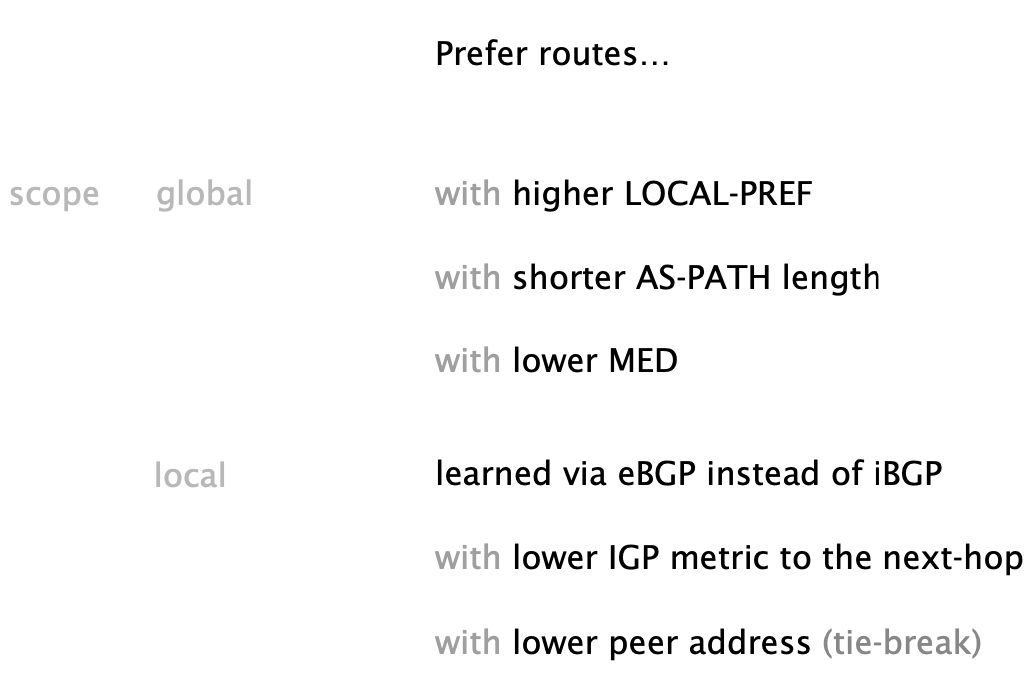 Prefer routes…
scope global with higher LOCAL-PREF
with shorter AS-PATH length
with lower MED
local learned via eBGP instead of iBGP
with lower IGP metric to the next-hop
with lower peer address (tie-break)